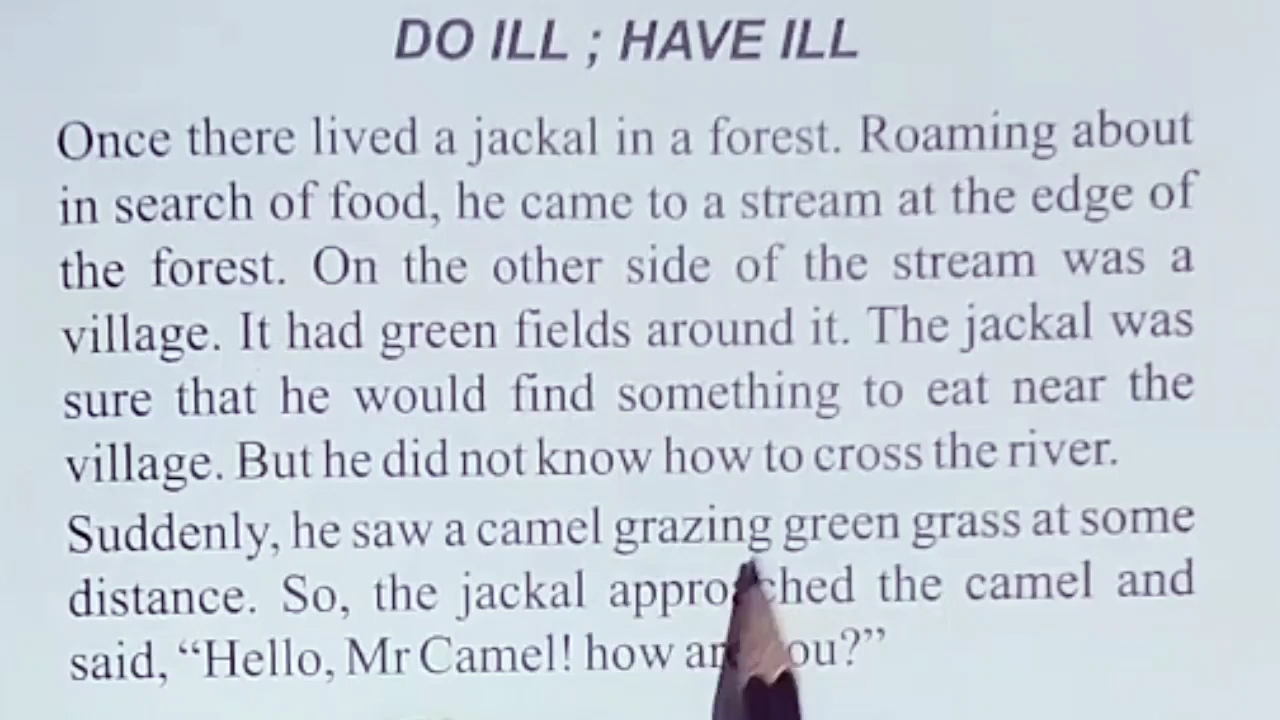 DO ILL ; HAVE ILL
Once there lived a jackal in a forest. Roaming about
in search of food, he came to a stream at the edge of
the forest. On the other side of the stream was a
village. It had green fields around it. The jackal was
sure that he would find something to eat near the
village. But he did not know how to cross the river.
Suddenly, he saw a camel grazing green grass at some
distance. So, the jackal approached the camel and
said, “Hello, Mr Camel! how are you?”